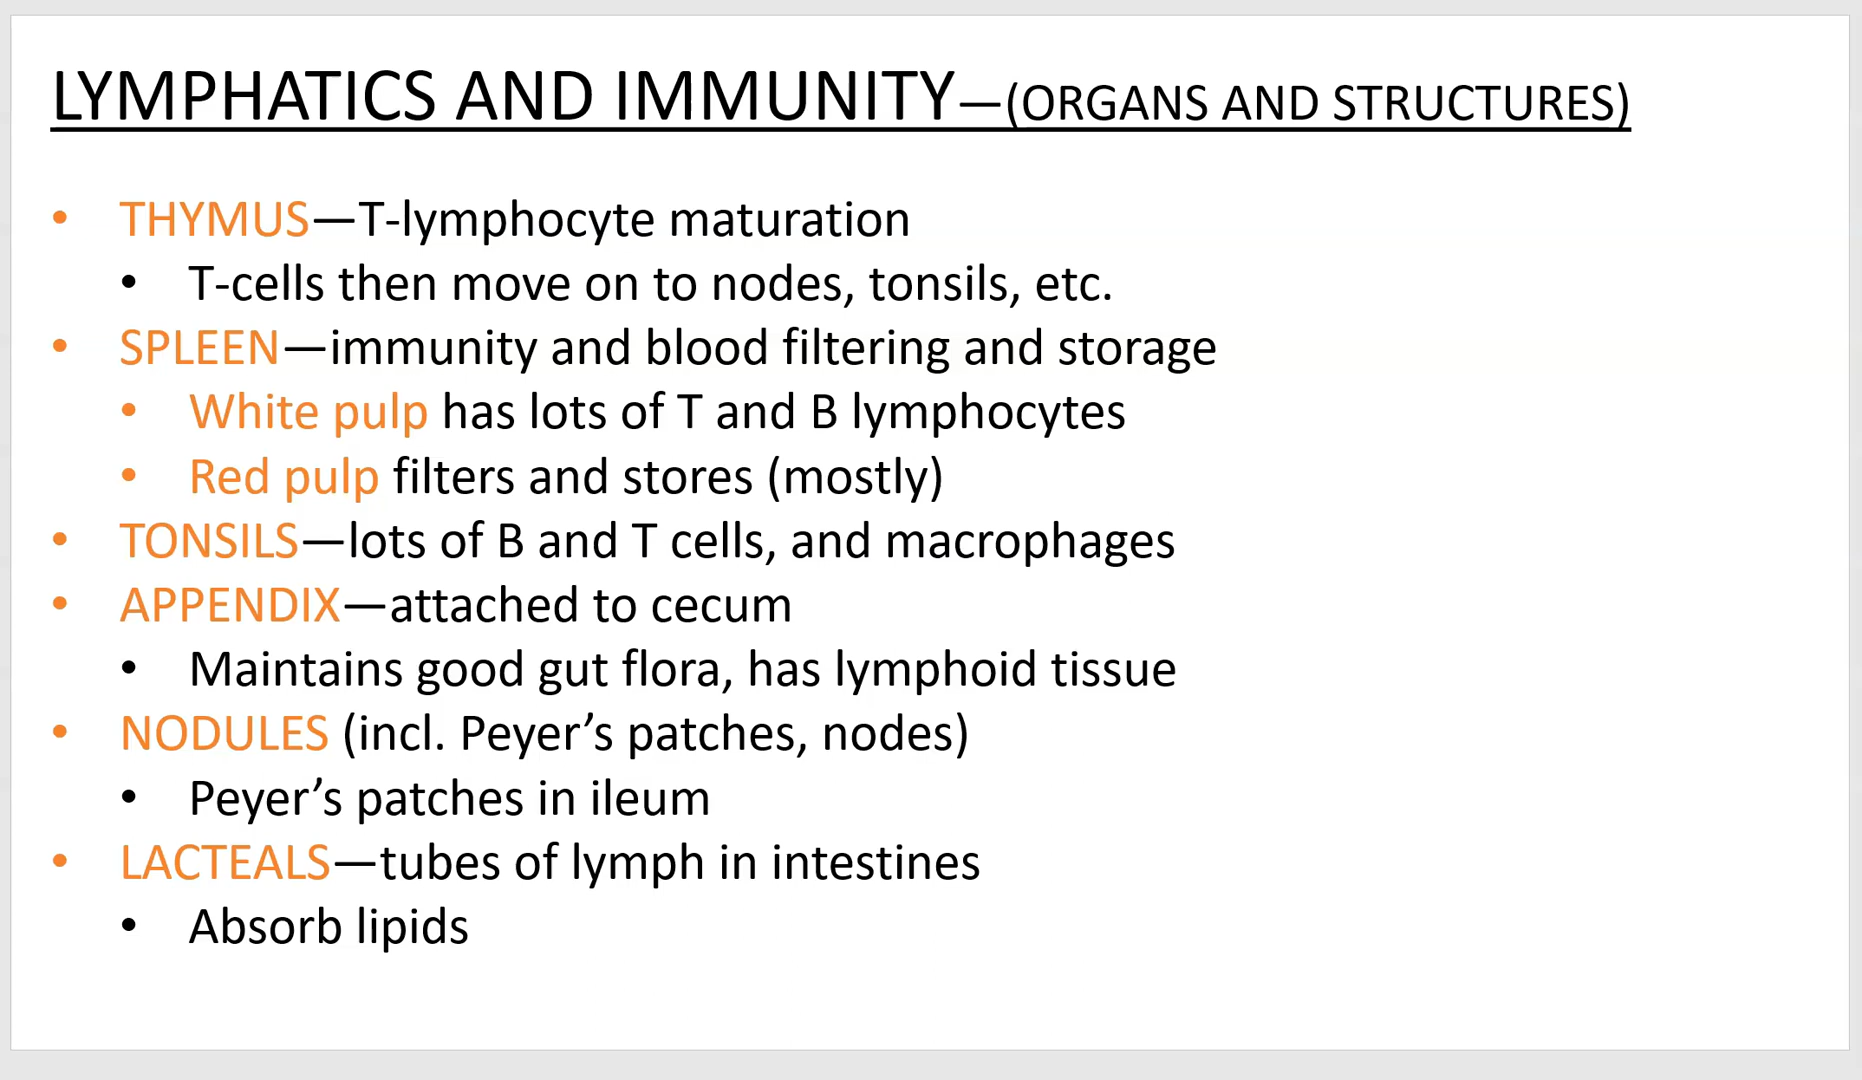 LYMPHATICS AND IMMUNITY—(ORGANS AND STRUCTURES)
• THYMUS—T-lymphocyte maturation
• T-cells then move on to nodes, tonsils, etc.
• SPLEEN—immunity and blood filtering and storage
• White pulp has lots of T and B lymphocytes
• Red pulp filters and stores (mostly)
• TONSILS—lots of B and T cells, and macrophages
• APPENDIX—attached to cecum
• Maintains good gut flora, has lymphoid tissue
• NODULES (incl. Peyer’s patches, nodes)
• Peyer’s patches in ileum
• LACTEALS—tubes of lymph in intestines
• Absorb lipids